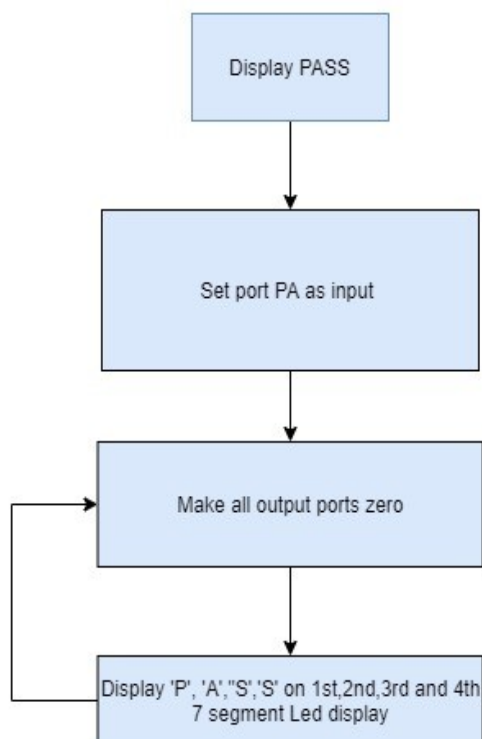 Display PASS
Set port PA as input
Make all output ports zero
Display 'P', 'A',"S','S' on 1st,2nd,3rd and 4th
7 segment Led display